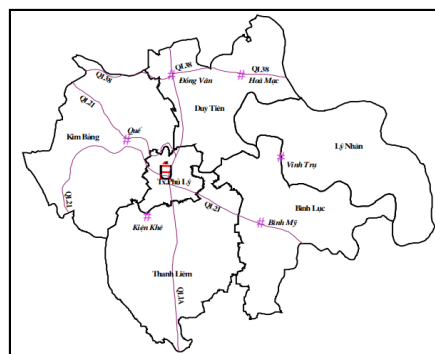 QL38
QL38
QL38
Đồng Văn
Hoà Mạc
QL21
Duy Tiên
Kim Bảng
Quế
Lý Nhân
Vĩnh Trụ
Tx.Phủ Lý
QL21
QL21
Bình Lục
Kiện Khê
Bình Mỹ
Thanh Liêm
QL1A